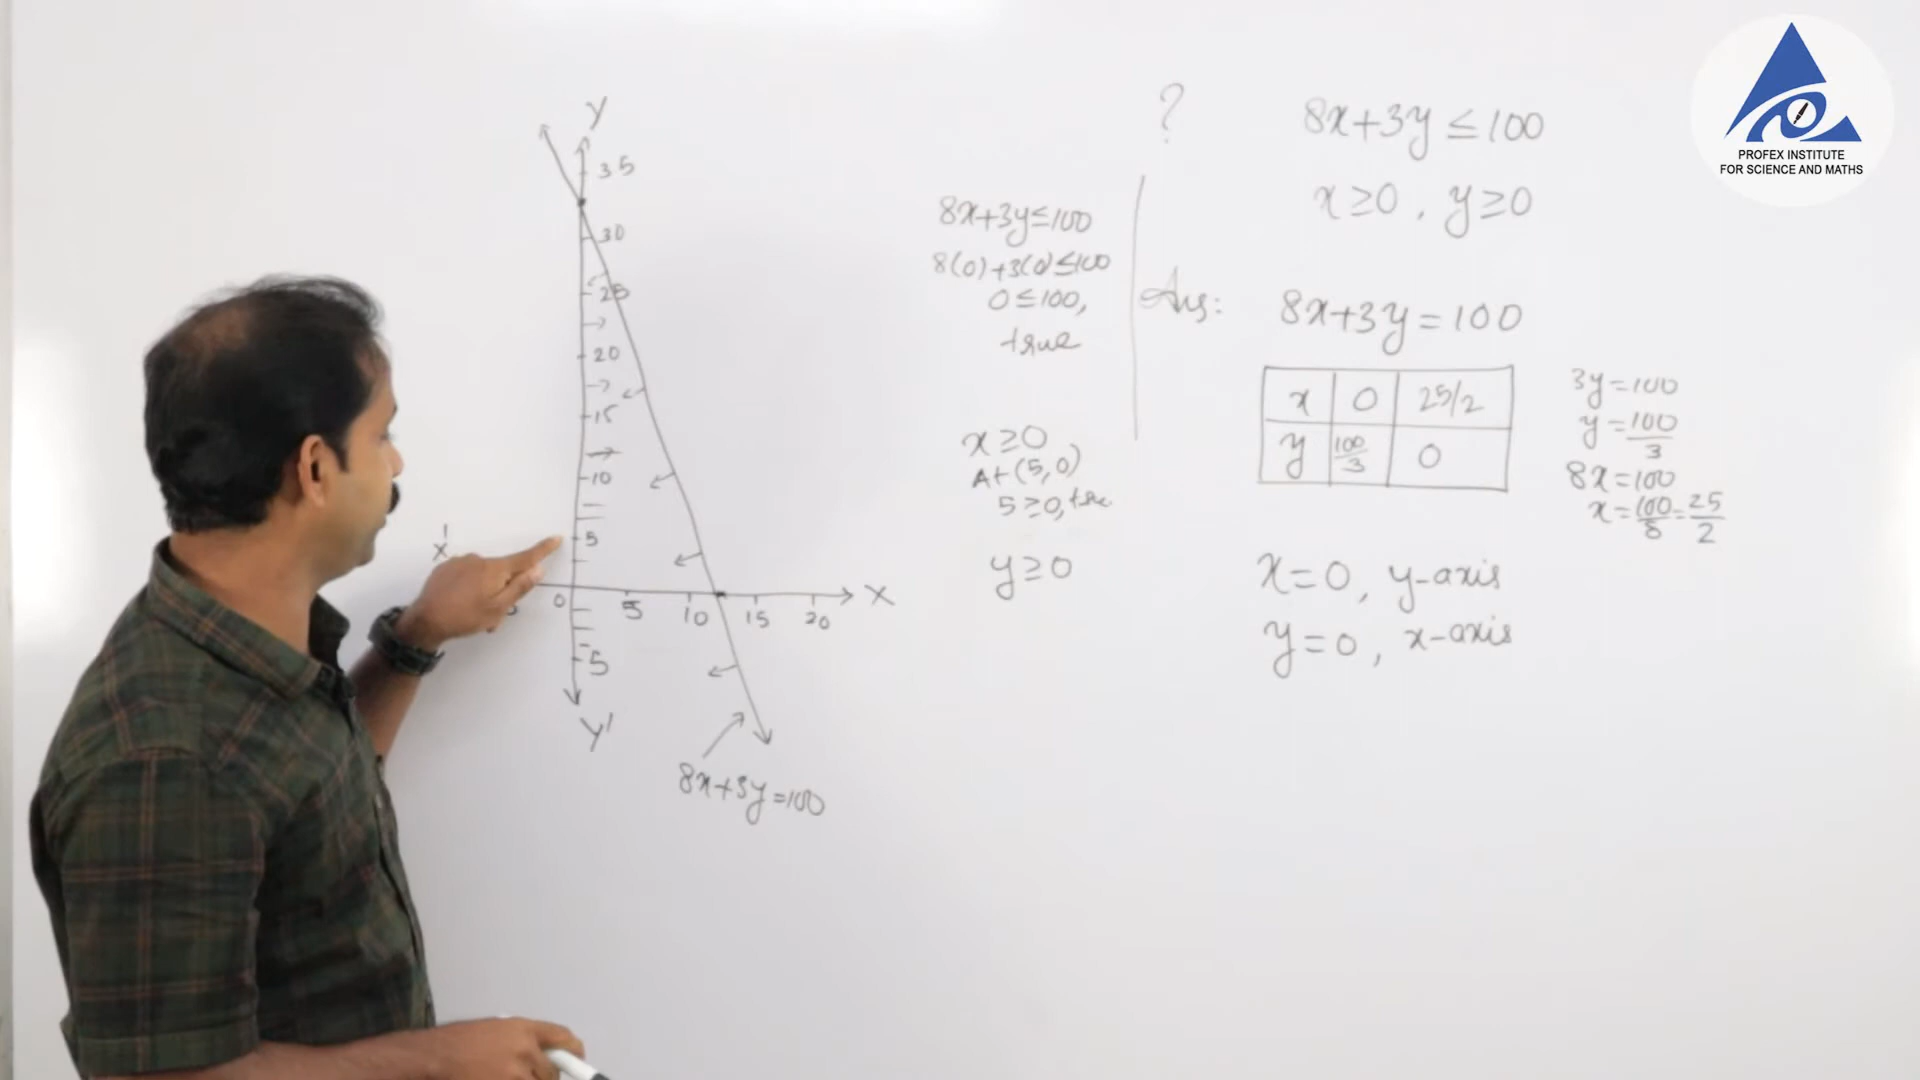 ?
8x+3y≤100
x≥0, y≥0
PROFEX INSTITUTE
FOR SCIENCE AND MATHS
Ans:
8x+3y=100
x 0 25/2
y 100/3 0
3y=100
y=100/3
8x=100
x=100/8=25/2
x=0, y-axis
y=0, x-axis
8x+3y≤100
8(0)+3(0)≤100
0≤100,
true
x≥0
At (5,0)
5≥0, true
y≥0
Y
35
30
25
20
15
10
5
X'
0
5
10
15
20
X
-5
Y'
8x+3y=100